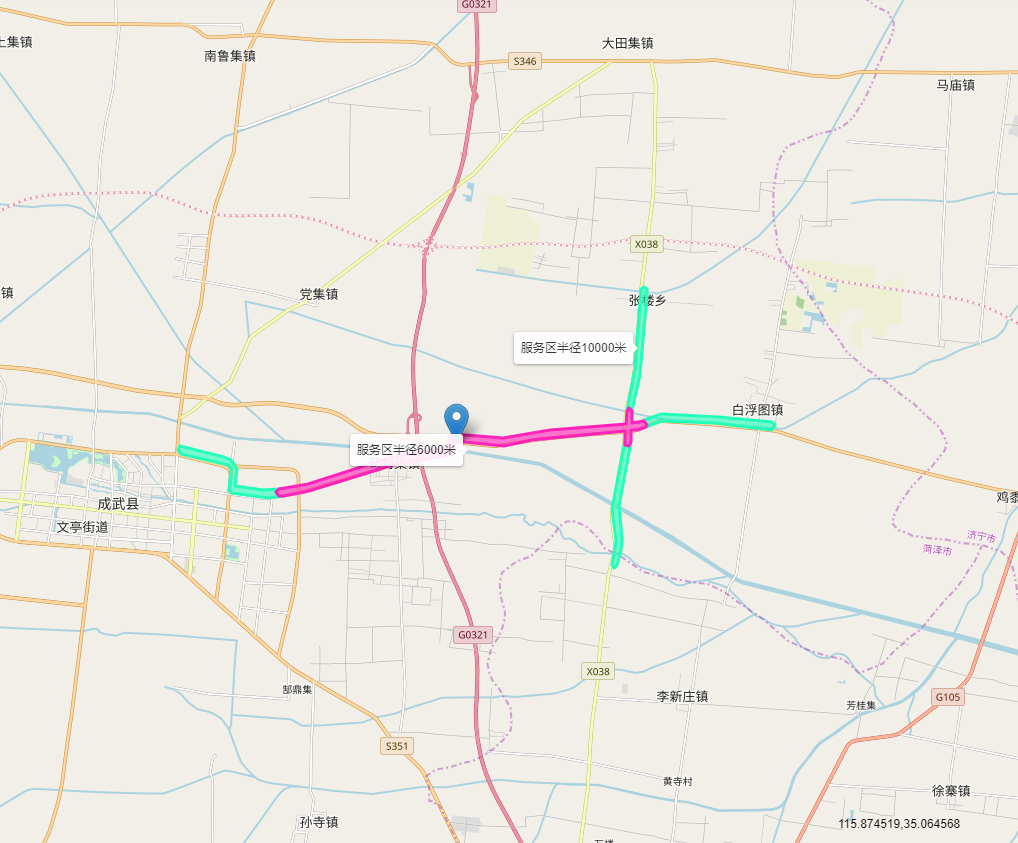 G0321
上集镇
南鲁集镇
大田集镇
S346
马庙镇
X038
镇
党集镇
张楼乡
服务区半径10000米
白浮图镇
服务区半径6000米
集镇
成武县
文亭街道
鸡黍
济宁市
菏泽市
G0321
X038
郜鼎集
李新庄镇
G105
芳桂集
S351
黄寺村
徐寨镇
孙寺镇
115.874519,35.064568